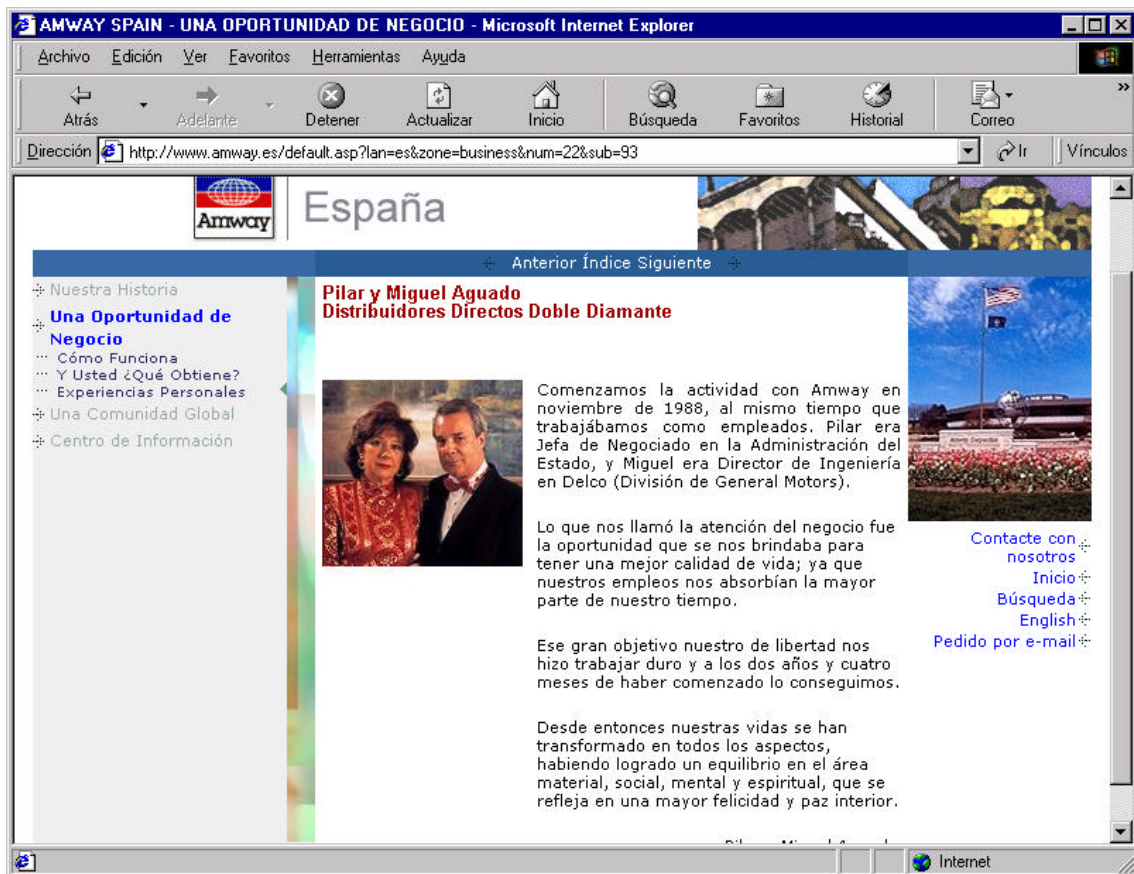 AMWAY SPAIN - UNA OPORTUNIDAD DE NEGOCIO - Microsoft Internet Explorer
Archivo Edición Ver Favoritos Herramientas Ayuda
Atrás Adelante Detener Actualizar Inicio Búsqueda Favoritos Historial Correo »
Dirección http://www.amway.es/default.asp?lan=es&zone=business&num=22&sub=93 Ir Vínculos
Amway España
Anterior Índice Siguiente
Nuestra Historia
Una Oportunidad de
Negocio
Cómo Funciona
Y Usted ¿Qué Obtiene?
Experiencias Personales
Una Comunidad Global
Centro de Información
Pilar y Miguel Aguado
Distribuidores Directos Doble Diamante
Comenzamos la actividad con Amway en
noviembre de 1988, al mismo tiempo que
trabajábamos como empleados. Pilar era
Jefa de Negociado en la Administración del
Estado, y Miguel era Director de Ingeniería
en Delco (División de General Motors).
Lo que nos llamó la atención del negocio fue
la oportunidad que se nos brindaba para
tener una mejor calidad de vida; ya que
nuestros empleos nos absorbían la mayor
parte de nuestro tiempo.
Ese gran objetivo nuestro de libertad nos
hizo trabajar duro y a los dos años y cuatro
meses de haber comenzado lo conseguimos.
Desde entonces nuestras vidas se han
transformado en todos los aspectos,
habiendo logrado un equilibrio en el área
material, social, mental y espiritual, que se
refleja en una mayor felicidad y paz interior.
Contacte con
nosotros
Inicio
Búsqueda
English
Pedido por e-mail
Internet